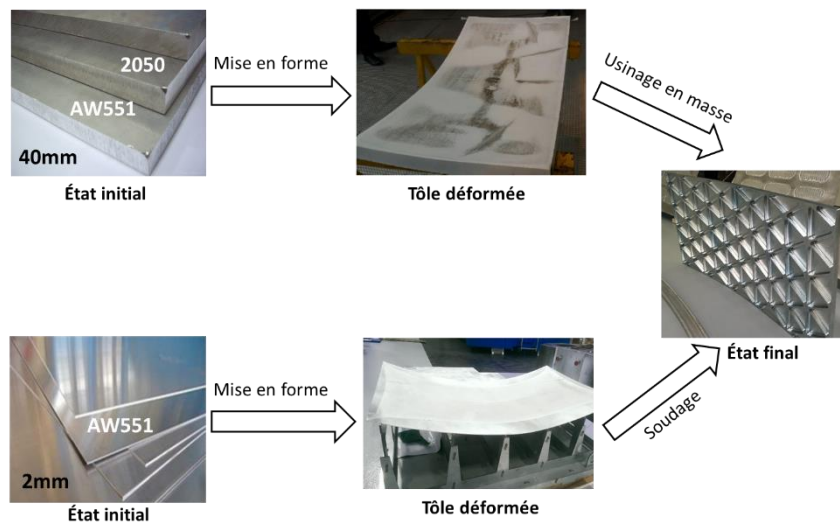 2050
AW551
40mm
État initial
Mise en forme
Tôle déformée
Usinage en masse
AW551
2mm
État initial
Mise en forme
Tôle déformée
Soudage
État final